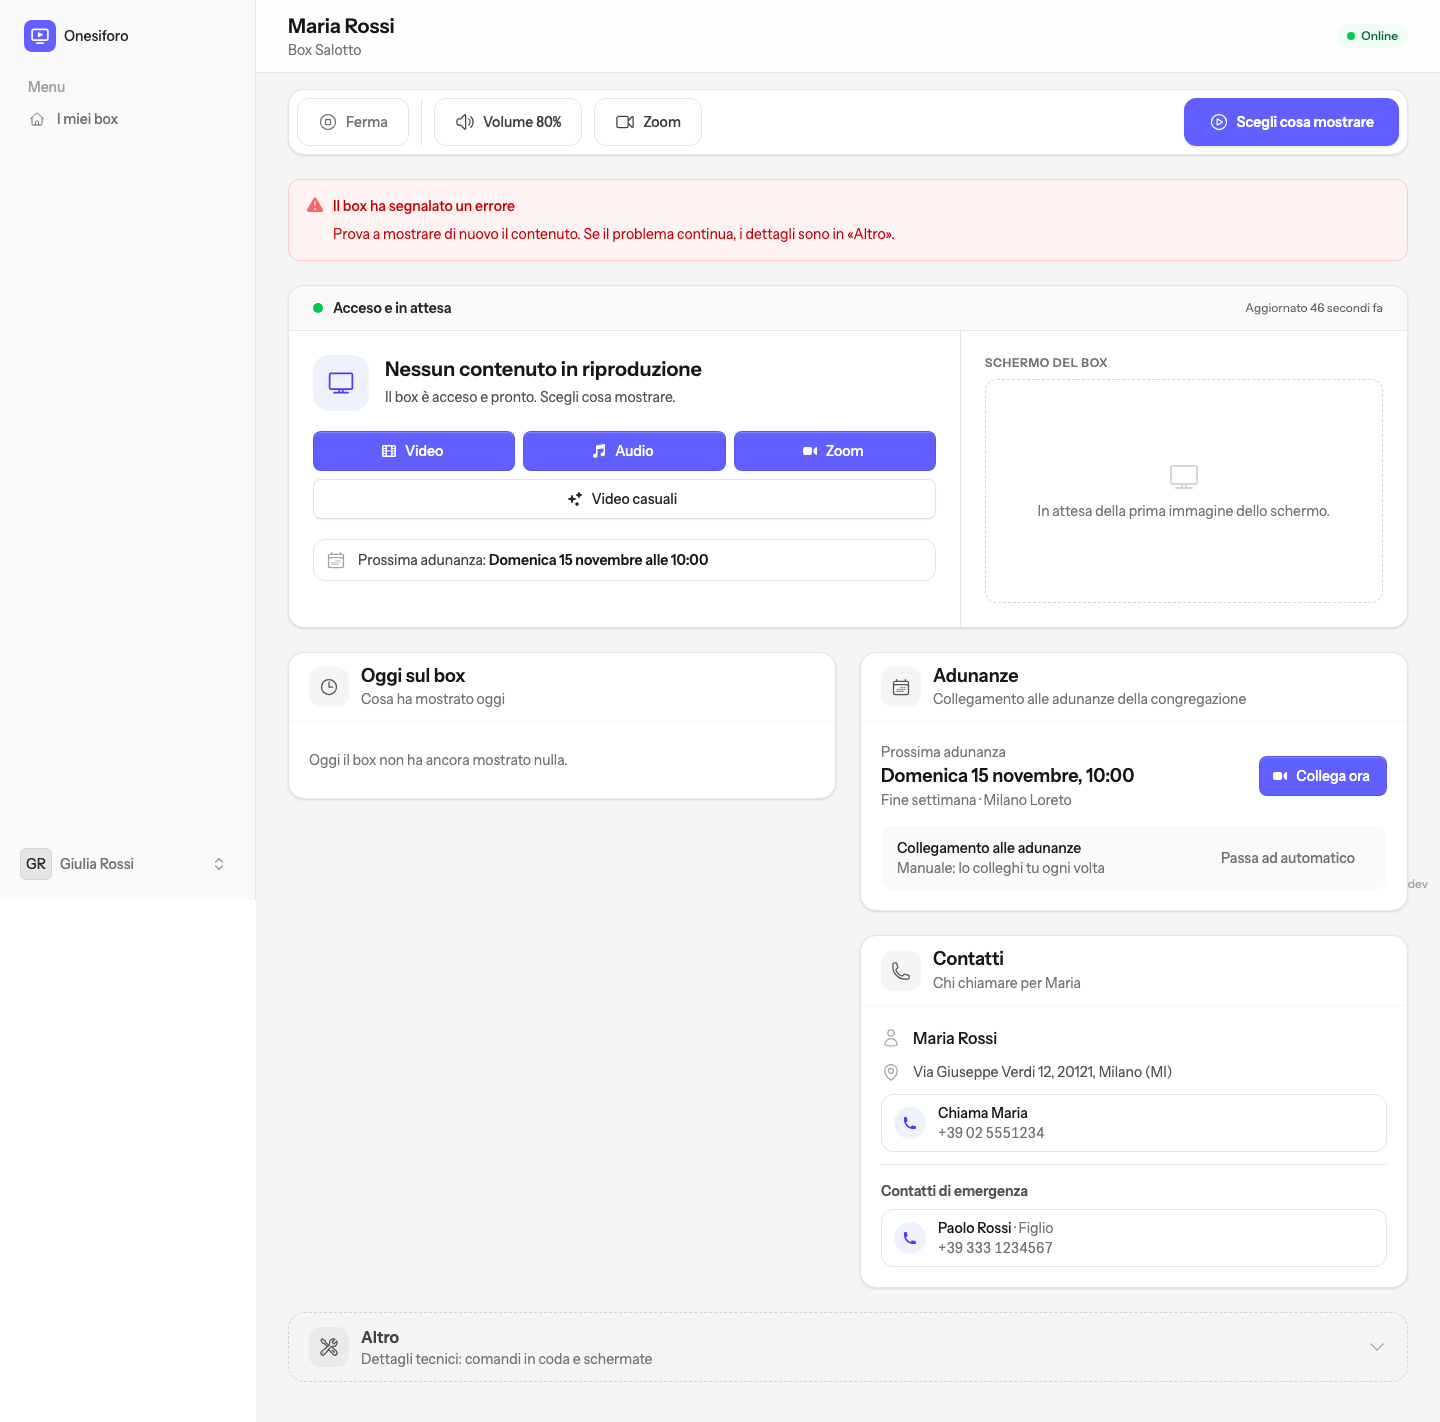 Onesiforo
Menu
I miei box
GR Giulia Rossi
Maria Rossi
Box Salotto
Online
Ferma
Volume 80%
Zoom
Scegli cosa mostrare
Il box ha segnalato un errore
Prova a mostrare di nuovo il contenuto. Se il problema continua, i dettagli sono in «Altro».
Acceso e in attesa
Aggiornato 46 secondi fa
Nessun contenuto in riproduzione
Il box è acceso e pronto. Scegli cosa mostrare.
Video
Audio
Zoom
Video casuali
Prossima adunanza: Domenica 15 novembre alle 10:00
SCHERMO DEL BOX
In attesa della prima immagine dello schermo.
Oggi sul box
Cosa ha mostrato oggi
Oggi il box non ha ancora mostrato nulla.
Adunanze
Collegamento alle adunanze della congregazione
Prossima adunanza
Domenica 15 novembre, 10:00
Fine settimana · Milano Loreto
Collega ora
Collegamento alle adunanze
Manuale: lo colleghi tu ogni volta
Passa ad automatico
dev
Contatti
Chi chiamare per Maria
Maria Rossi
Via Giuseppe Verdi 12, 20121, Milano (MI)
Chiama Maria
+39 02 5551234
Contatti di emergenza
Paolo Rossi · Figlio
+39 333 1234567
Altro
Dettagli tecnici: comandi in coda e schermate